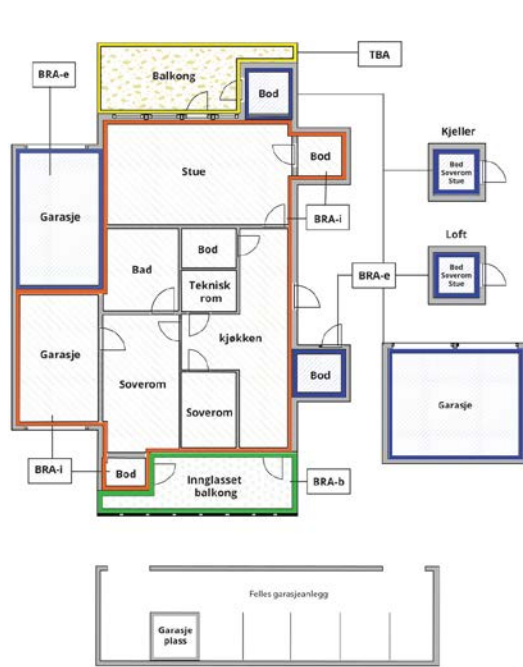 TBA
BRA-e
Balkong
Bod
Kjeller
Bod
Soverom
Stue
Stue
Bod
Garasje
BRA-i
Loft
Bod
Soverom
Stue
Bad
Bod
BRA-e
Teknisk
rom
Garasje
kjøkken
Soverom
Bod
Garasje
Soverom
BRA-i
Bod
Innglasset
balkong
BRA-b
Felles garasjeanlegg
Garasje
plass